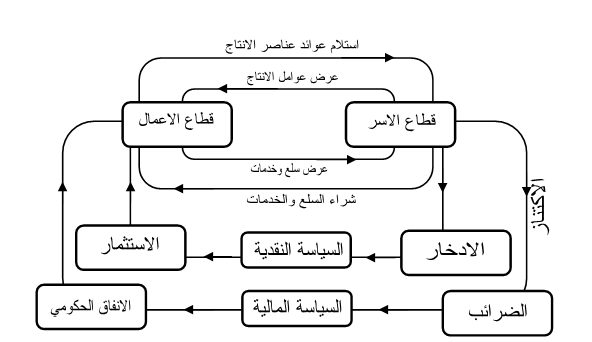 استلام عوائد عناصر الانتاج
عرض عوامل الانتاج
قطاع الاسر
قطاع الاعمال
عرض سلع وخدمات
شراء السلع والخدمات
الاكتناز
الادخار
السياسة النقدية
الاستثمار
الضرائب
السياسة المالية
الانفاق الحكومي